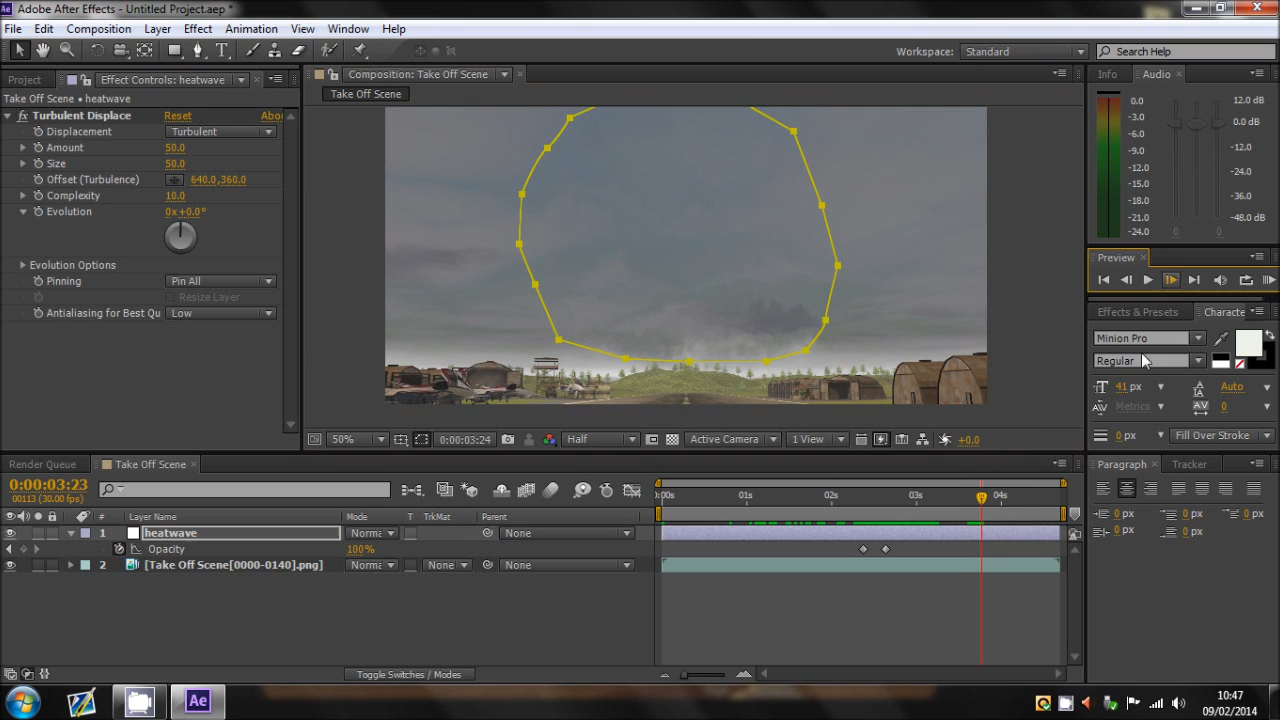 Ae Adobe After Effects - Untitled Project.aep *
File Edit Composition Layer Effect Animation View Window Help
Workspace: Standard Search Help
Project Effect Controls: heatwave
Composition: Take Off Scene
Info Audio
Take Off Scene • heatwave
Take Off Scene
fx Turbulent Displace Reset Abou
Displacement Turbulent
Amount 50.0
Size 50.0
Offset (Turbulence) 640.0,360.0
Complexity 10.0
Evolution 0x+0.0°
Evolution Options
Pinning Pin All
Resize Layer
Antialiasing for Best Qu Low
0.0
-3.0
-6.0
-9.0
-12.0
-15.0
-18.0
-21.0
-24.0
12.0 dB
0.0 dB
-12.0
-24.0
-36.0
-48.0 dB
0 0
Preview
Effects & Presets Characte
Minion Pro
Regular
41 px Auto
Metrics 0
0 px Fill Over Stroke
50% 0:00:03:24 Half Active Camera 1 View +0.0
Render Queue Take Off Scene
Paragraph Tracker
0 px 0 px 0 px
0 px 0 px
0:00:03:23
00113 (30.00 fps)
# Layer Name Mode T TrkMat Parent
1 heatwave Norma None
Opacity 100%
2 [Take Off Scene[0000-0140].png] Norma None None
0:00s 01s 02s 03s 04s
Toggle Switches / Modes
Ae
10:47
09/02/2014